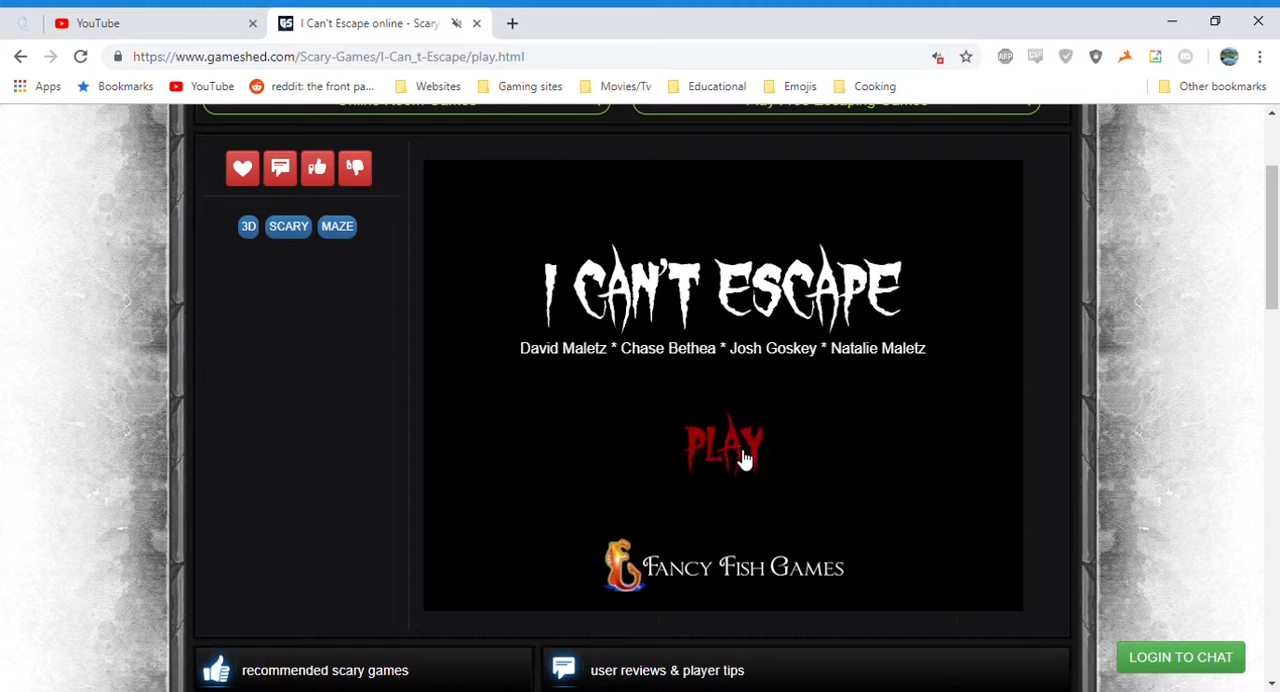 YouTube
I Can't Escape online - Scary
https://www.gameshed.com/Scary-Games/I-Can_t-Escape/play.html
ABP
Apps
Bookmarks
YouTube
reddit: the front pa...
Websites
Gaming sites
Movies/Tv
Educational
Emojis
Cooking
Other bookmarks
3D SCARY MAZE
I CAN'T ESCAPE
David Maletz * Chase Bethea * Josh Goskey * Natalie Maletz
PLAY
FANCY FISH GAMES
LOGIN TO CHAT
recommended scary games
user reviews & player tips